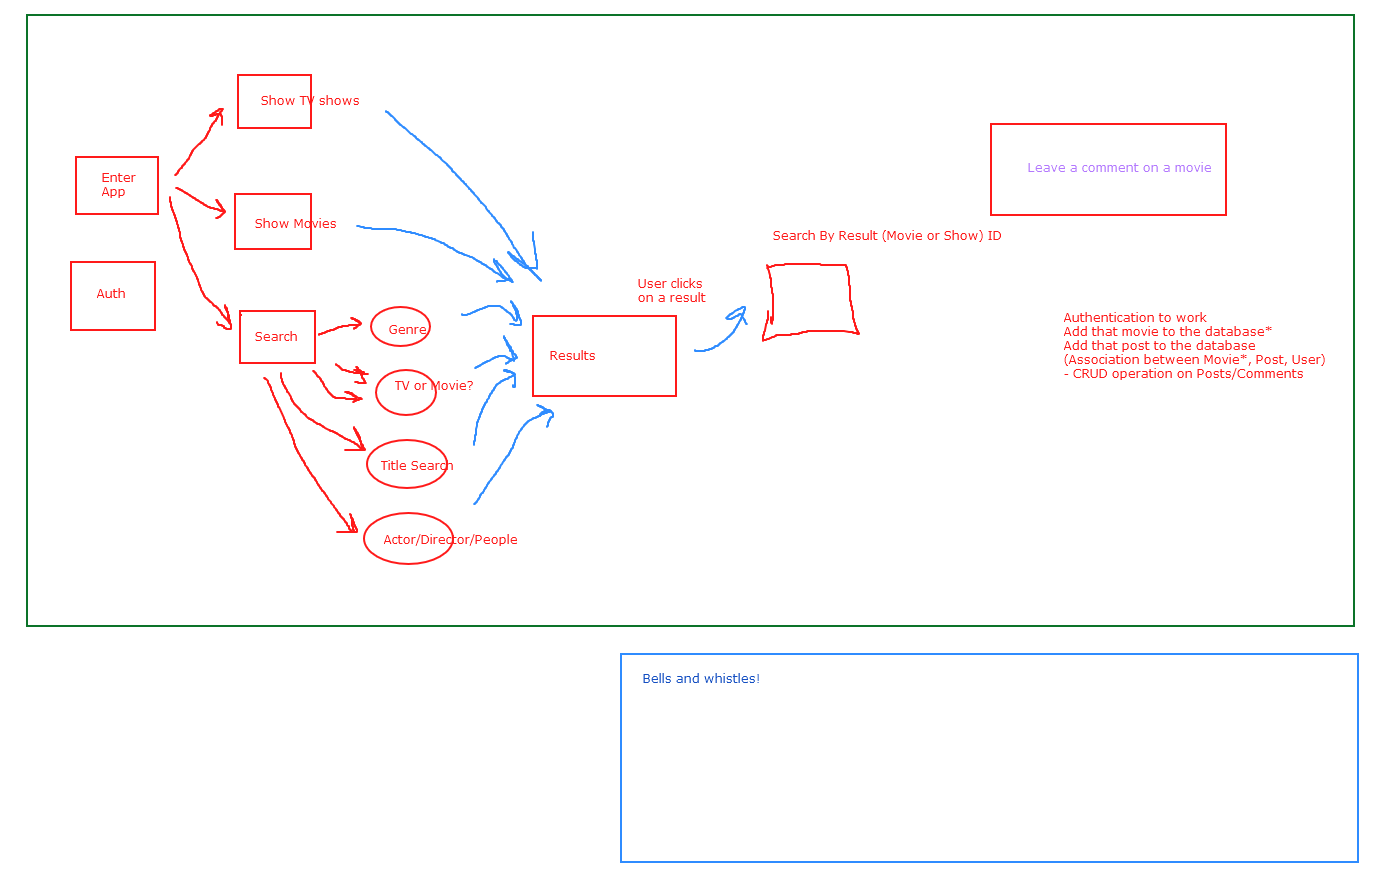 Show TV shows
Enter
App
Show Movies
Auth
Search
Genre
TV or Movie?
Title Search
Actor/Director/People
Results
User clicks
on a result
Search By Result (Movie or Show) ID
Leave a comment on a movie
Authentication to work
Add that movie to the database*
Add that post to the database
(Association between Movie*, Post, User)
- CRUD operation on Posts/Comments
Bells and whistles!